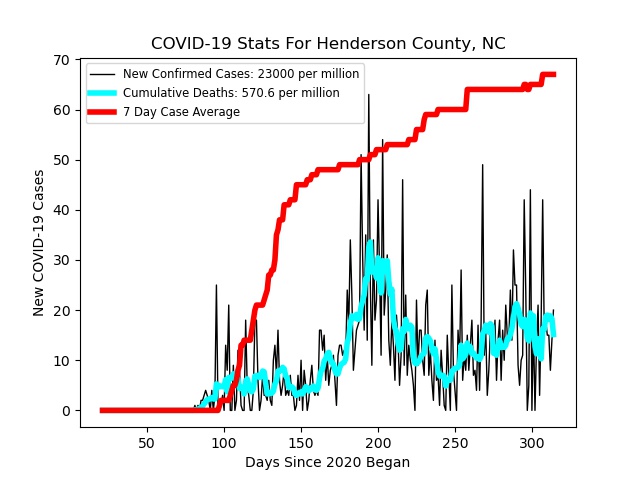 COVID-19 Stats For Henderson County, NC
New Confirmed Cases: 23000 per million
Cumulative Deaths: 570.6 per million
7 Day Case Average
70
60
50
40
30
20
10
0
New COVID-19 Cases
50 100 150 200 250 300
Days Since 2020 Began